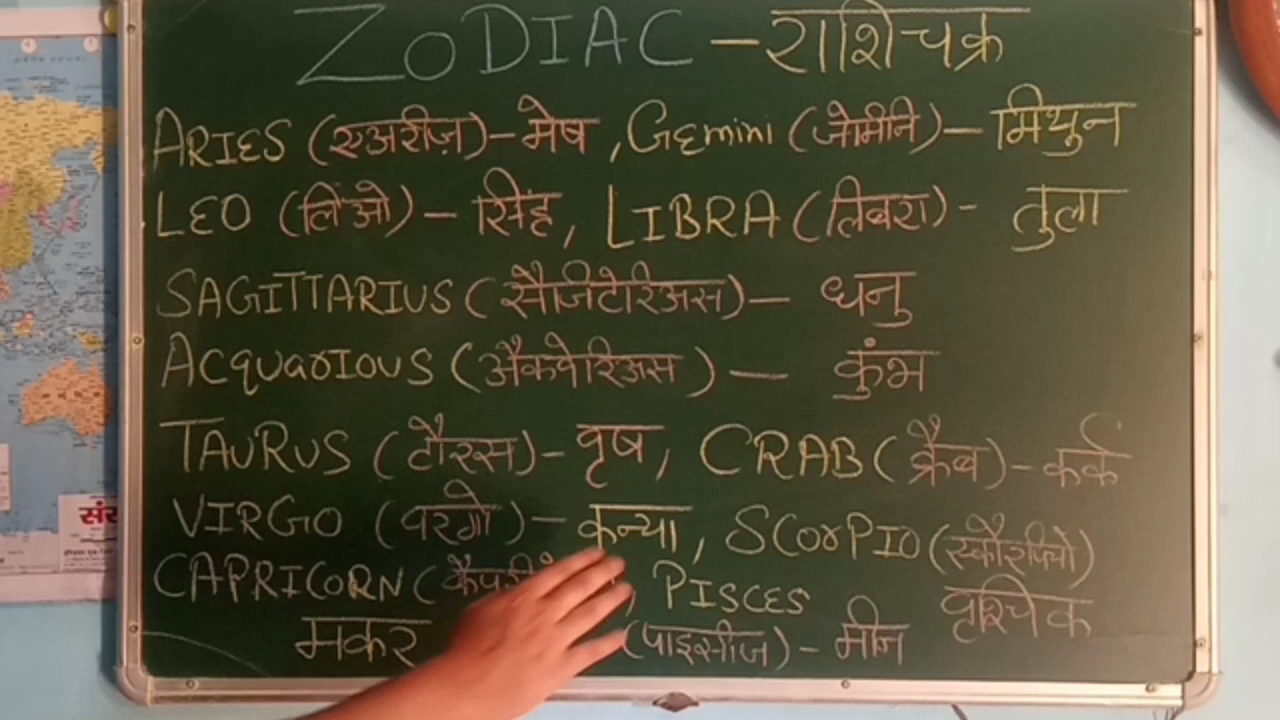 ZODIAC - राशिचक्र
ARIES (एअरीज़) - मेष , GEmini (जेमीनि) - मिथुन
LEO (लिओ) - सिंह, LIBRA (लिबरा) - तुला
SAGITTARIUS (सैजिटेरिअस) - धनु
ACquarIOUS (अैकवेरिअस) - कुंभ
TAURUS (टौरस) - वृष, CRAB (क्रैब) - कर्क
VIRGO (वरगो) - कन्या, SCorPIO (स्कौरपिओ)
CAPRICORN ( PISCES वृश्चिक
मकर (पाइसीज) - मीन